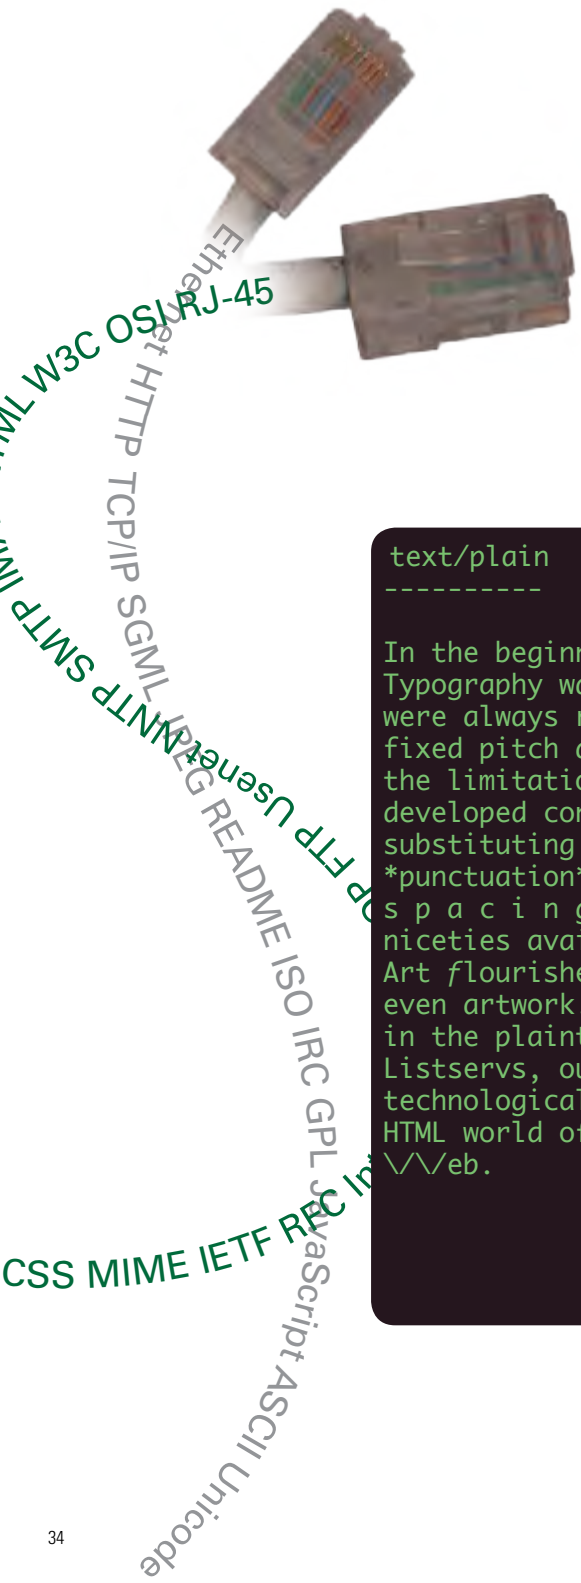 Ethernet HTTP TCP/IP SGML JPEG README ISO IRC GPL JavaScript ASCII Unicode
W3C OSI RJ-45
FTP Usenet NNTP SMTP
CSS MIME IETF RFC
text/plain
----------
In the beginn
Typography w
were always
fixed pitch
the limitatio
developed co
substituting
*punctuation*
s p a c i n g
niceties avai
Art flourishe
even artwork
in the plaint
Listservs, ou
technological
HTML world of
\/\/eb.
34